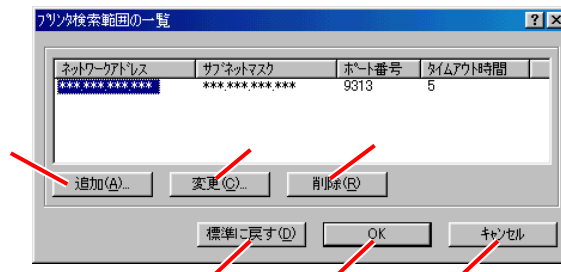 プリンタ検索範囲の一覧
ネットワークアドレス サブネットマスク ポート番号 タイムアウト時間
***.***.***.*** ***.***.***.*** 9313 5
追加(A)... 変更(C)... 削除(R)
標準に戻す(D) OK キャンセル